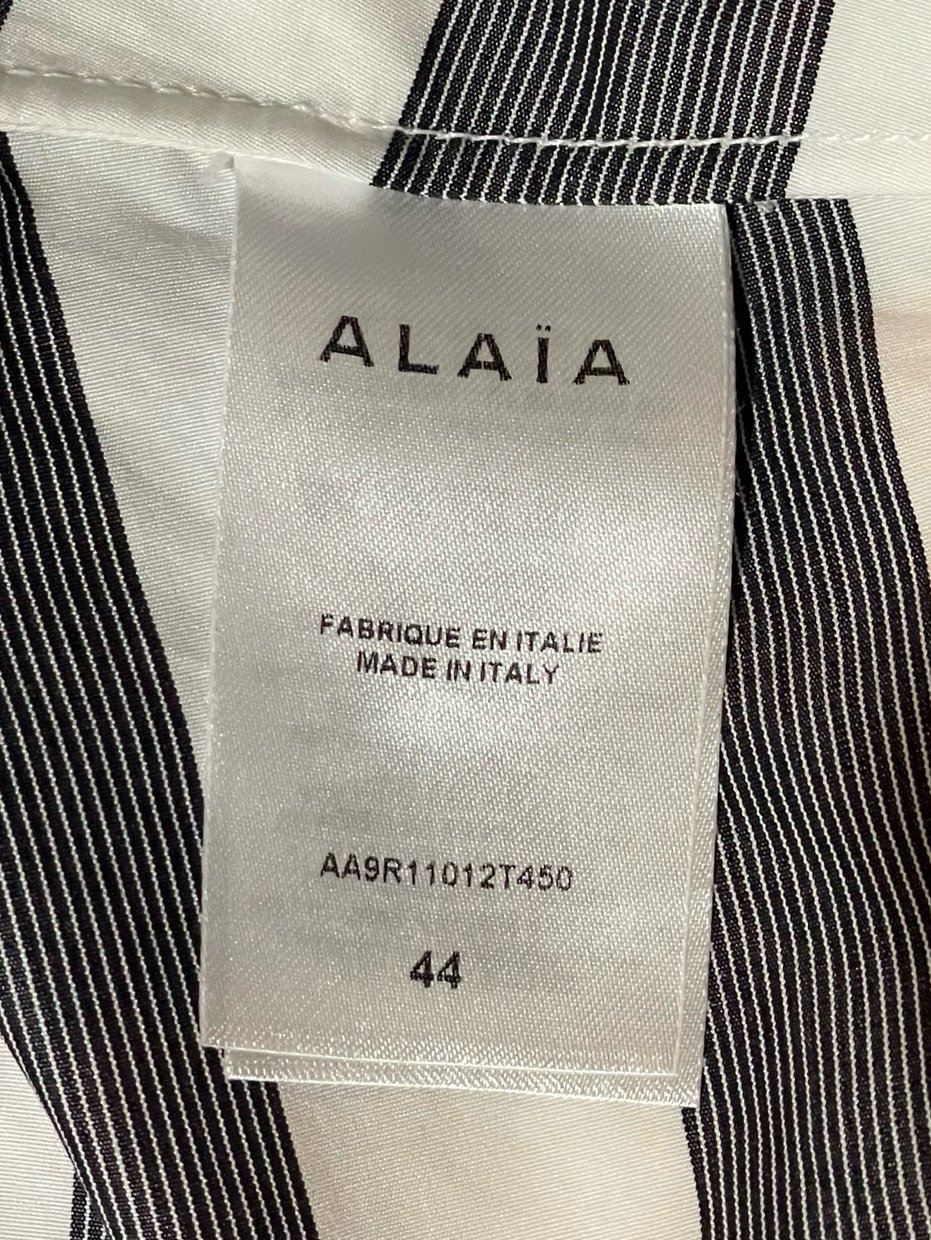 ALAÏA
FABRIQUE EN ITALIE
MADE IN ITALY
AA9R11012T450
44